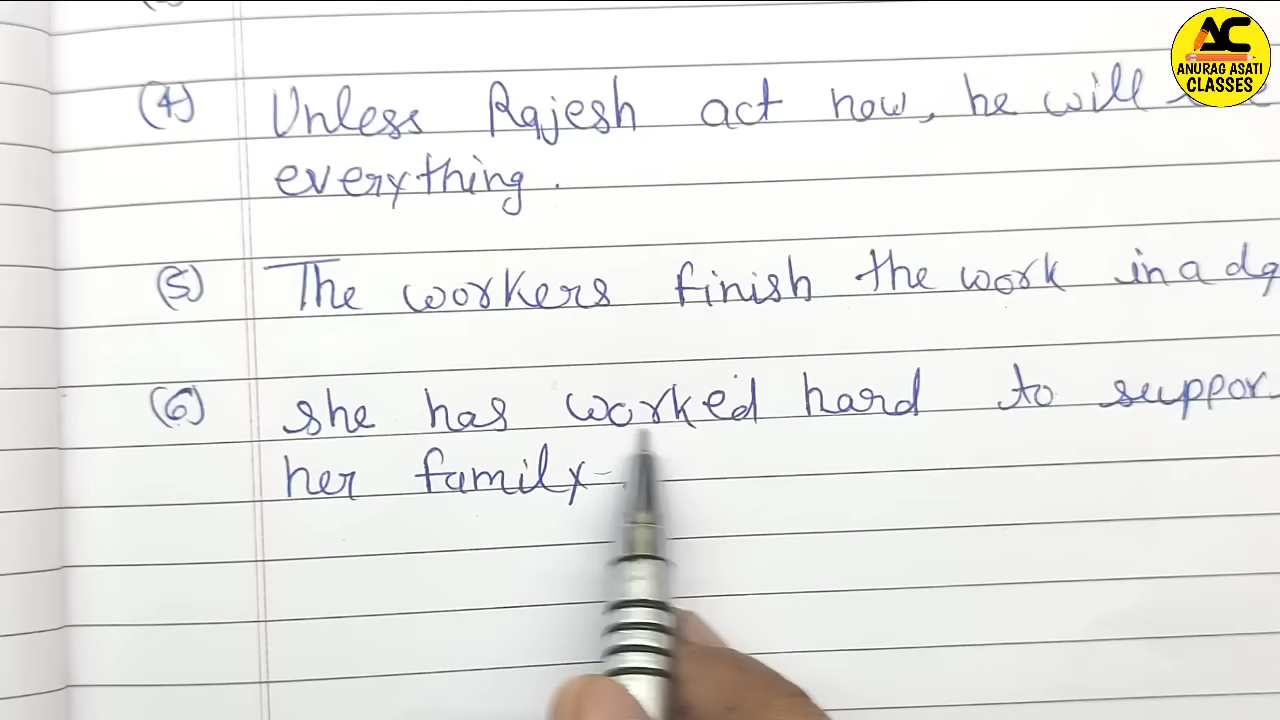 AC
ANURAG ASATI
CLASSES
(4) Unless Rajesh act now, he will
everything.
(5) The workers finish the work in a
(6) she has worked hard to suppor
her family